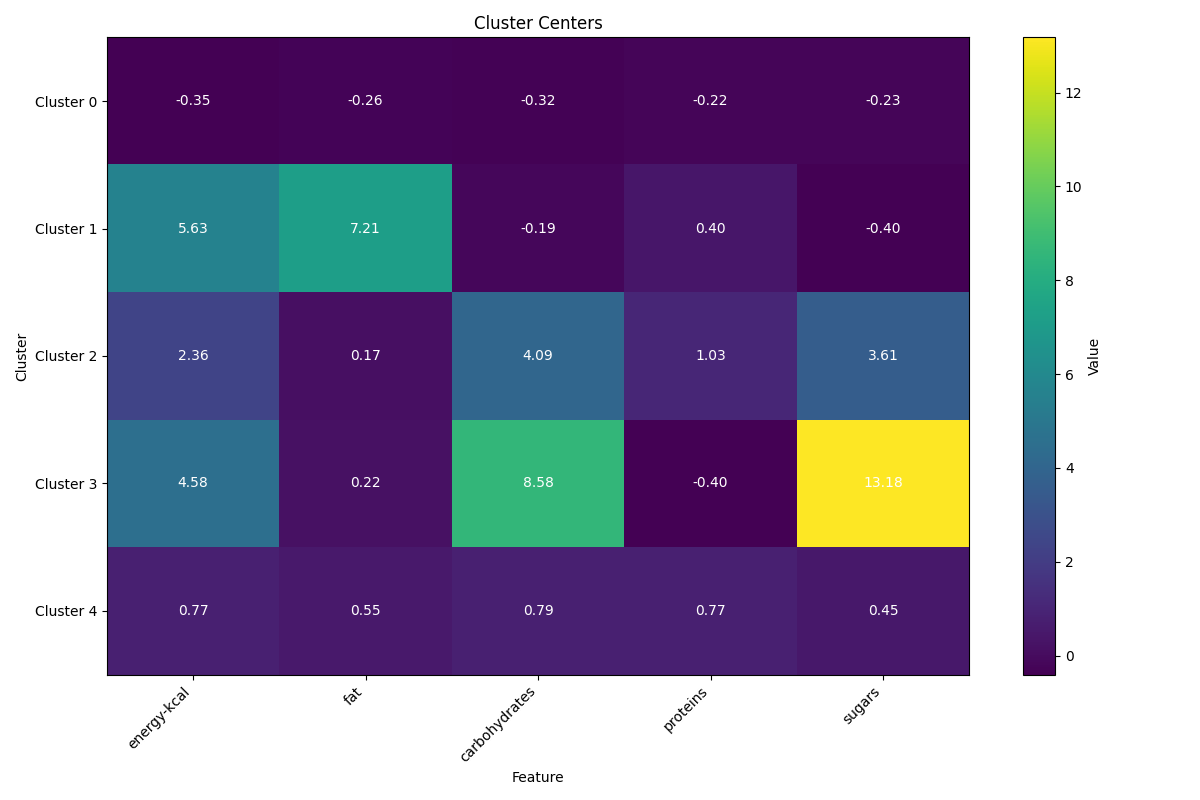 Cluster Centers
Cluster 0 -0.35 -0.26 -0.32 -0.22 -0.23
Cluster 1 5.63 7.21 -0.19 0.40 -0.40
Cluster 2 2.36 0.17 4.09 1.03 3.61
Cluster 3 4.58 0.22 8.58 -0.40 13.18
Cluster 4 0.77 0.55 0.79 0.77 0.45
energy-kcal fat carbohydrates proteins sugars
Feature
Cluster
12
10
8
6
4
2
0
Value